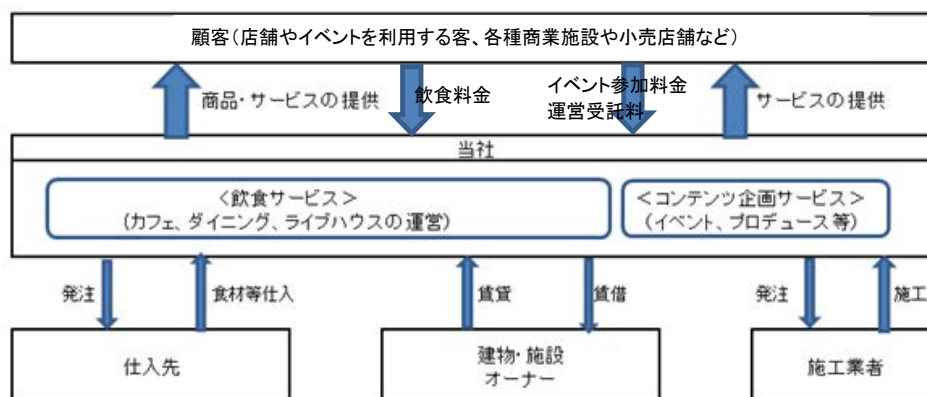 顧客（店舗やイベントを利用する客、各種商業施設や小売店舗など）
商品・サービスの提供
飲食料金
イベント参加料金
運営受託料
サービスの提供
当社
＜飲食サービス＞
（カフェ、ダイニング、ライブハウスの運営）
＜コンテンツ企画サービス＞
（イベント、プロデュース等）
発注
食材等仕入
賃貸
賃借
発注
施工
仕入先
建物・施設
オーナー
施工業者